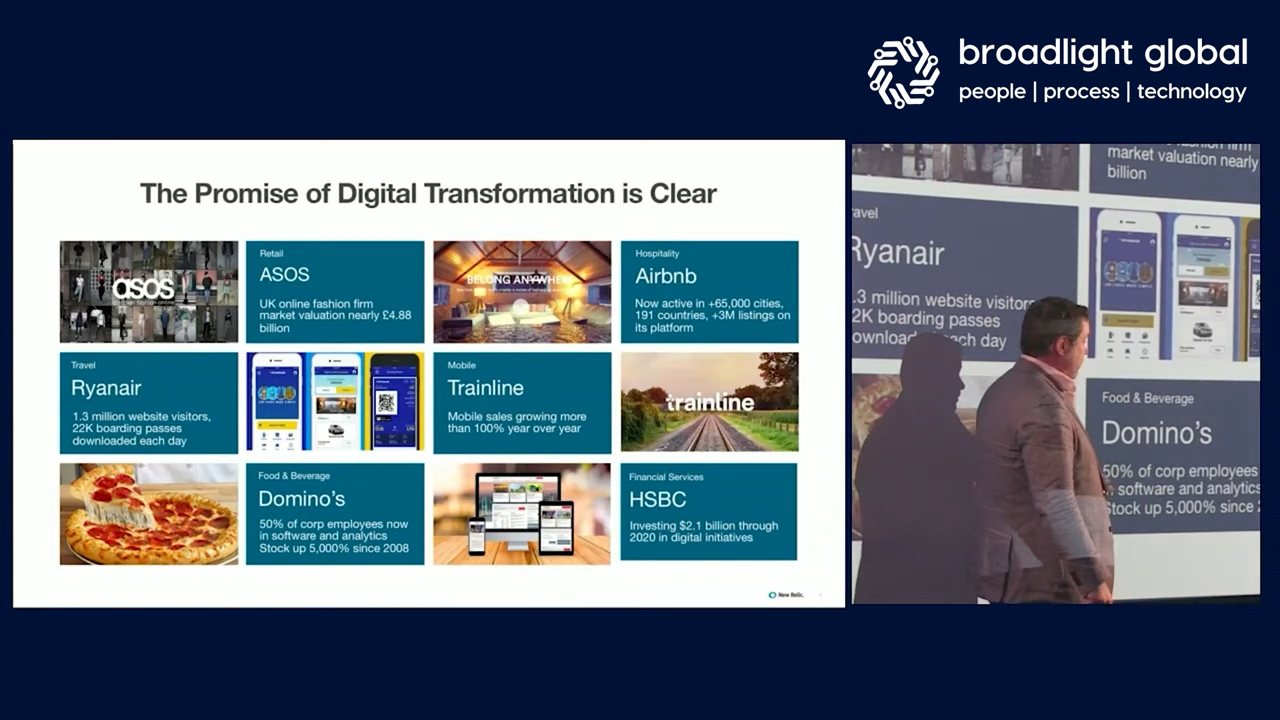 broadlight global
people | process | technology
The Promise of Digital Transformation is Clear
asos
Retail
ASOS
UK online fashion firm
market valuation nearly £4.88
billion
BELONG ANYWHERE
Hospitality
Airbnb
Now active in +65,000 cities,
191 countries, +3M listings on
its platform
Travel
Ryanair
1.3 million website visitors,
22K boarding passes
downloaded each day
Mobile
Trainline
Mobile sales growing more
than 100% year over year
trainline
Food & Beverage
Domino's
50% of corp employees now
in software and analytics
Stock up 5,000% since 2008
Financial Services
HSBC
Investing $2.1 billion through
2020 in digital initiatives
New Relic.
market valuation nearly
billion
Ryanair
.3 million website visitors
2K boarding passes
each day
Food & Beverage
Domino's
50% of corp employees
software and analytics
Stock up 5,000% since